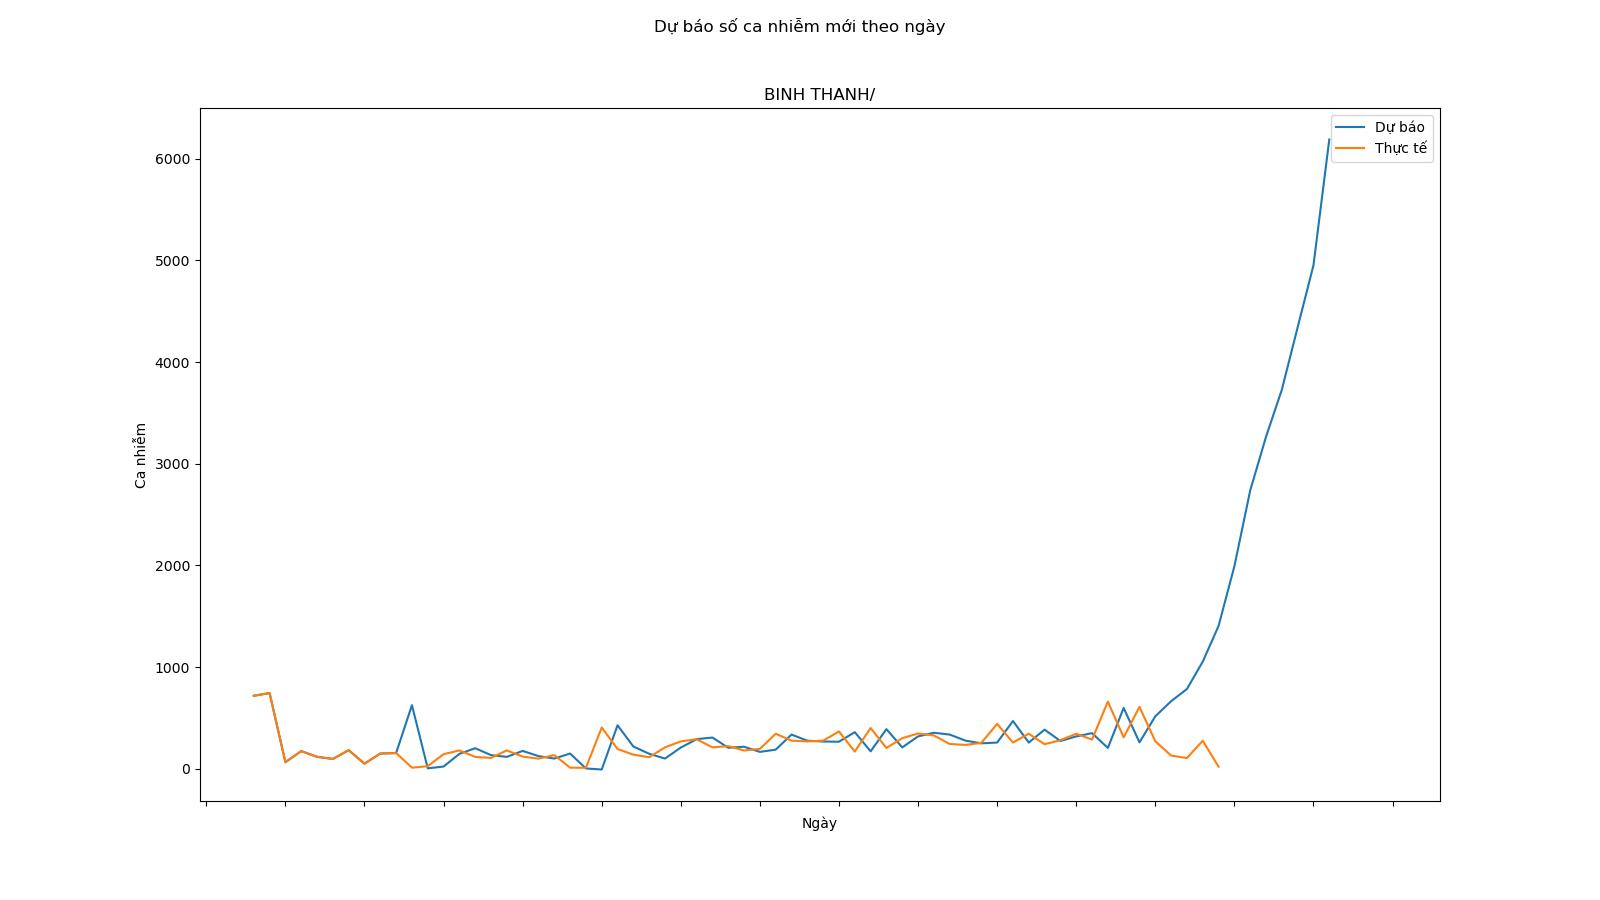 Dự báo số ca nhiễm mới theo ngày
BINH THANH/
Dự báo
Thực tế
6000
5000
4000
3000
2000
1000
0
Ca nhiễm
Ngày